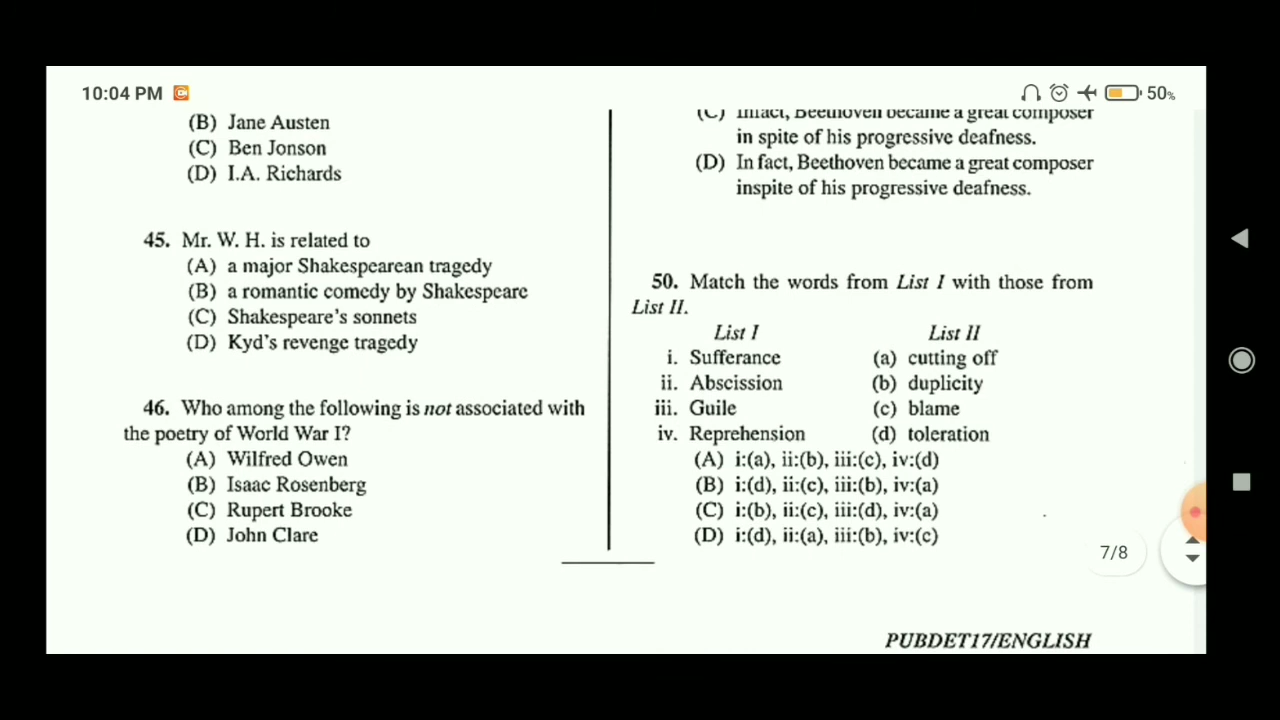 10:04 PM
50%
(B) Jane Austen
(C) Ben Jonson
(D) I.A. Richards
45. Mr. W. H. is related to
(A) a major Shakespearean tragedy
(B) a romantic comedy by Shakespeare
(C) Shakespeare's sonnets
(D) Kyd's revenge tragedy
46. Who among the following is not associated with
the poetry of World War I?
(A) Wilfred Owen
(B) Isaac Rosenberg
(C) Rupert Brooke
(D) John Clare
(C) Infact, Beethoven became a great composer
in spite of his progressive deafness.
(D) In fact, Beethoven became a great composer
inspite of his progressive deafness.
50. Match the words from List I with those from
List II.
List I List II
i. Sufferance (a) cutting off
ii. Abscission (b) duplicity
iii. Guile (c) blame
iv. Reprehension (d) toleration
(A) i:(a), ii:(b), iii:(c), iv:(d)
(B) i:(d), ii:(c), iii:(b), iv:(a)
(C) i:(b), ii:(c), iii:(d), iv:(a)
(D) i:(d), ii:(a), iii:(b), iv:(c)
7/8
PUBDET17/ENGLISH